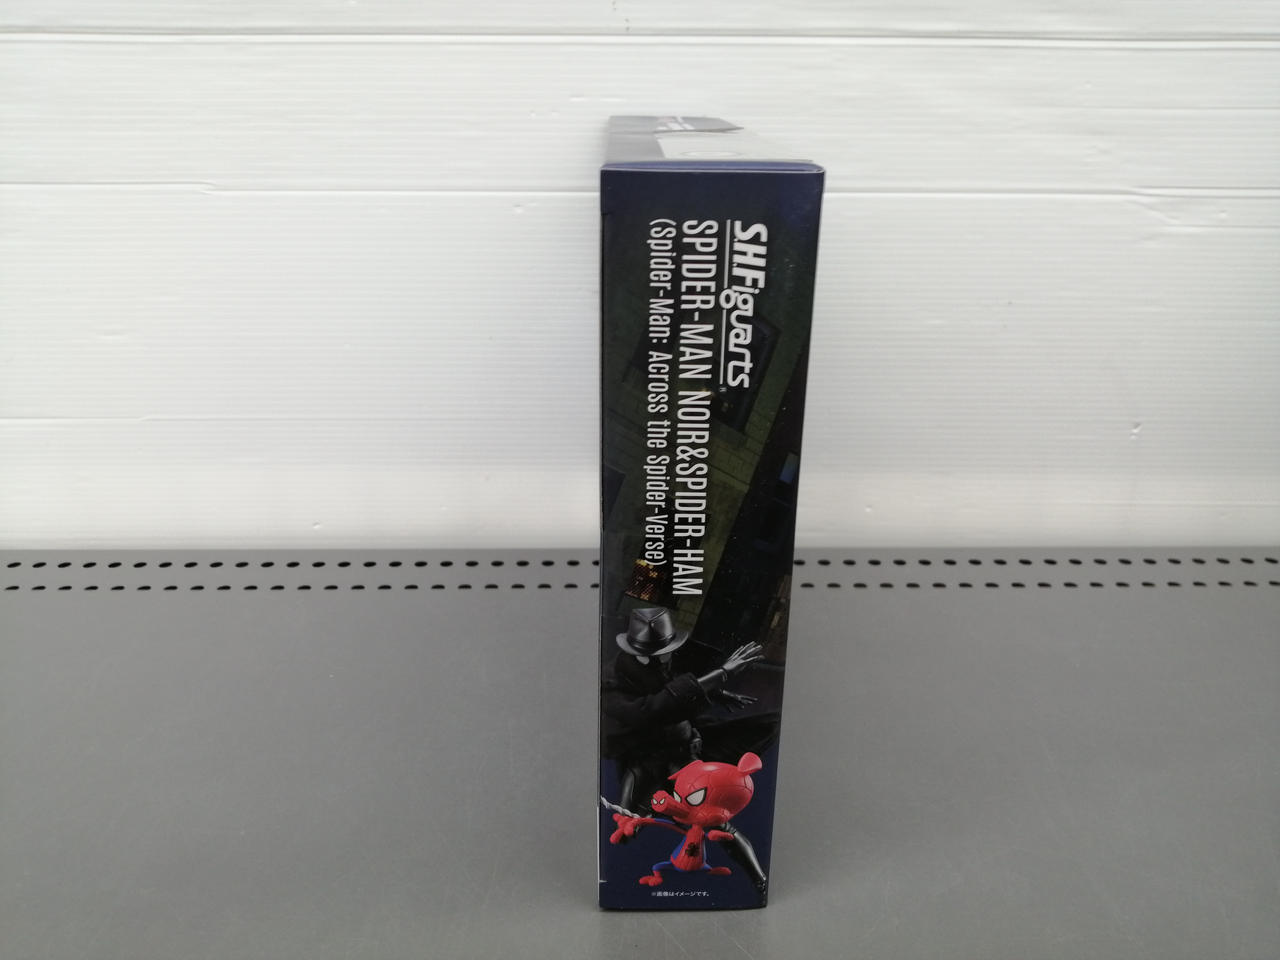 S.H.Figuarts®
SPIDER-MAN NOIR&SPIDER-HAM
(Spider-Man: Across the Spider-Verse)
※画像はイメージです。